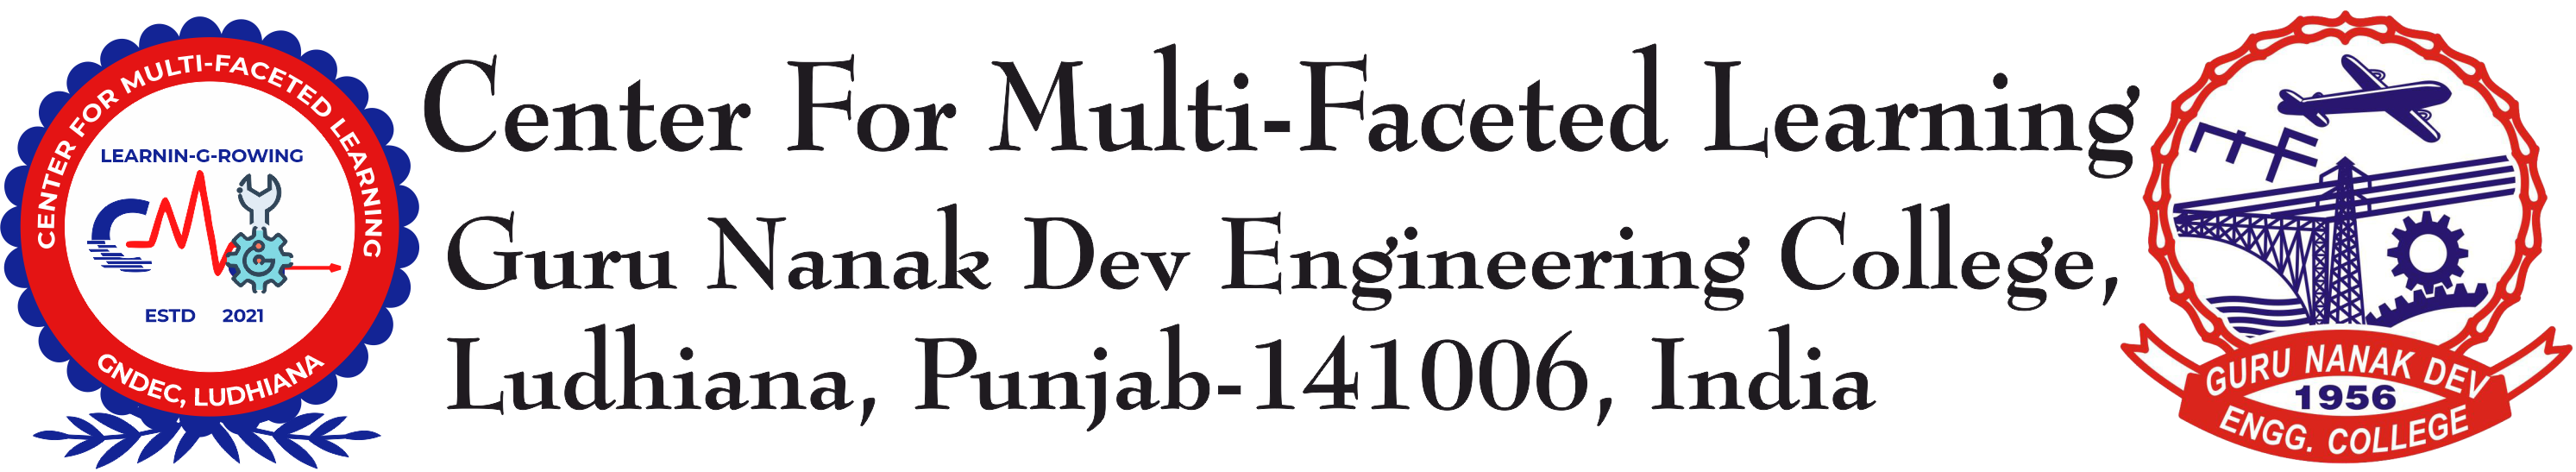 CENTER FOR MULTI-FACETED LEARNING
LEARNIN-G-ROWING
CM
ESTD 2021
GNDEC, LUDHIANA
Center For Multi-Faceted Learning
Guru Nanak Dev Engineering College,
Ludhiana, Punjab-141006, India
GURU NANAK DEV
1956
ENGG. COLLEGE